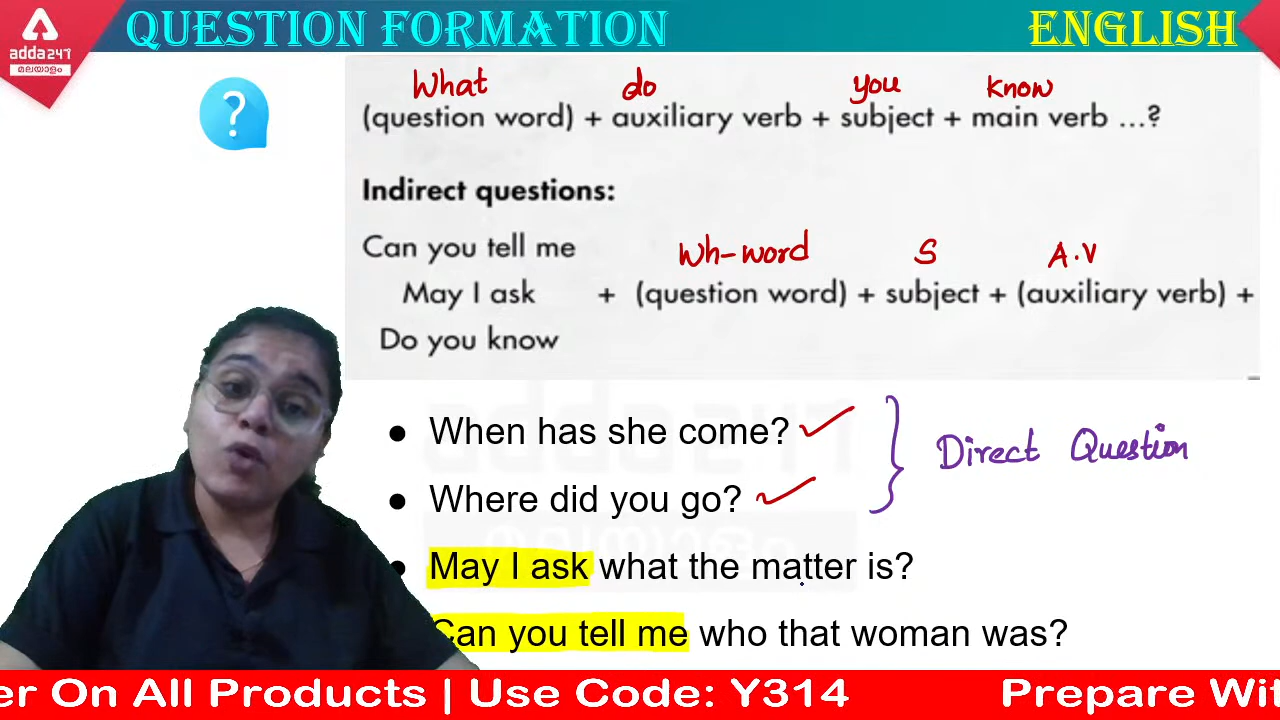 QUESTION FORMATION
ENGLISH
adda247
മലയാളം
?
What do you know
(question word) + auxiliary verb + subject + main verb ...?
Indirect questions:
Can you tell me
Wh-word S A.V
May I ask + (question word) + subject + (auxiliary verb) +
Do you know
• When has she come?
• Where did you go?
Direct Question
• May I ask what the matter is?
Can you tell me who that woman was?
er On All Products | Use Code: Y314 Prepare Wit